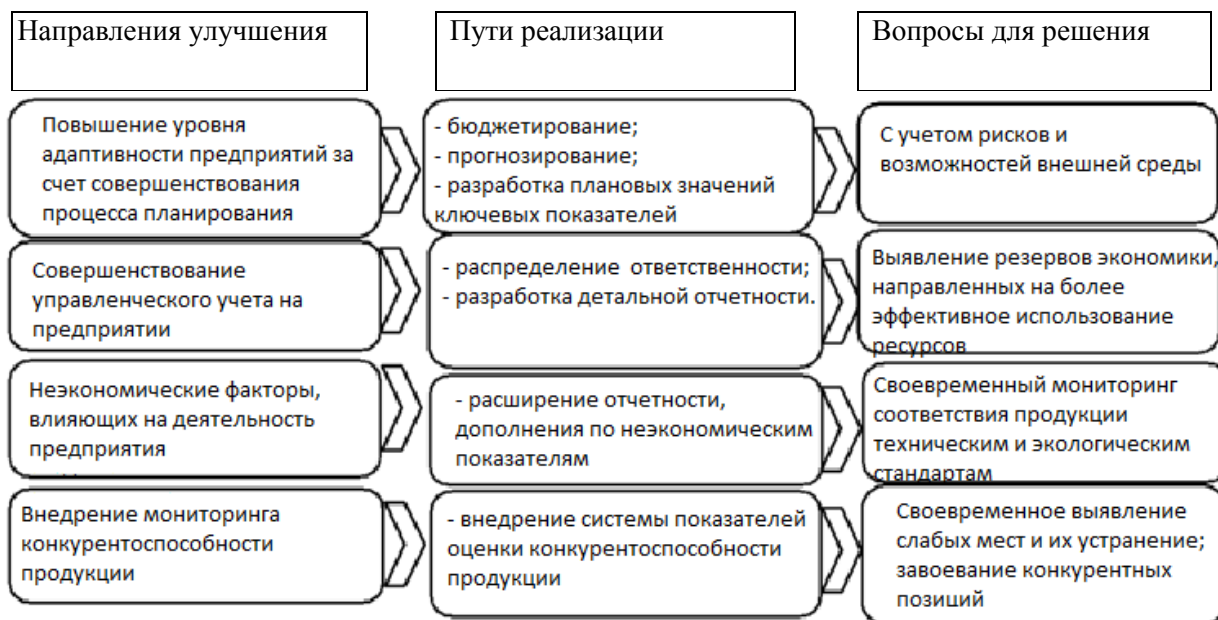 Направления улучшения
Пути реализации
Вопросы для решения
Повышение уровня
адаптивности предприятий за
счет совершенствования
процесса планирования
- бюджетирование;
- прогнозирование;
- разработка плановых значений
ключевых показателей
С учетом рисков и
возможностей внешней среды
Совершенствование
управленческого учета на
предприятии
- распределение ответственности;
- разработка детальной отчетности.
Выявление резервов экономики,
направленных на более
эффективное использование
ресурсов
Неэкономические факторы,
влияющих на деятельность
предприятия
- расширение отчетности,
дополнения по неэкономическим
показателям
Своевременный мониторинг
соответствия продукции
техническим и экологическим
стандартам
Внедрение мониторинга
конкурентоспособности
продукции
- внедрение системы показателей
оценки конкурентоспособности
продукции
Своевременное выявление
слабых мест и их устранение;
завоевание конкурентных
позиций